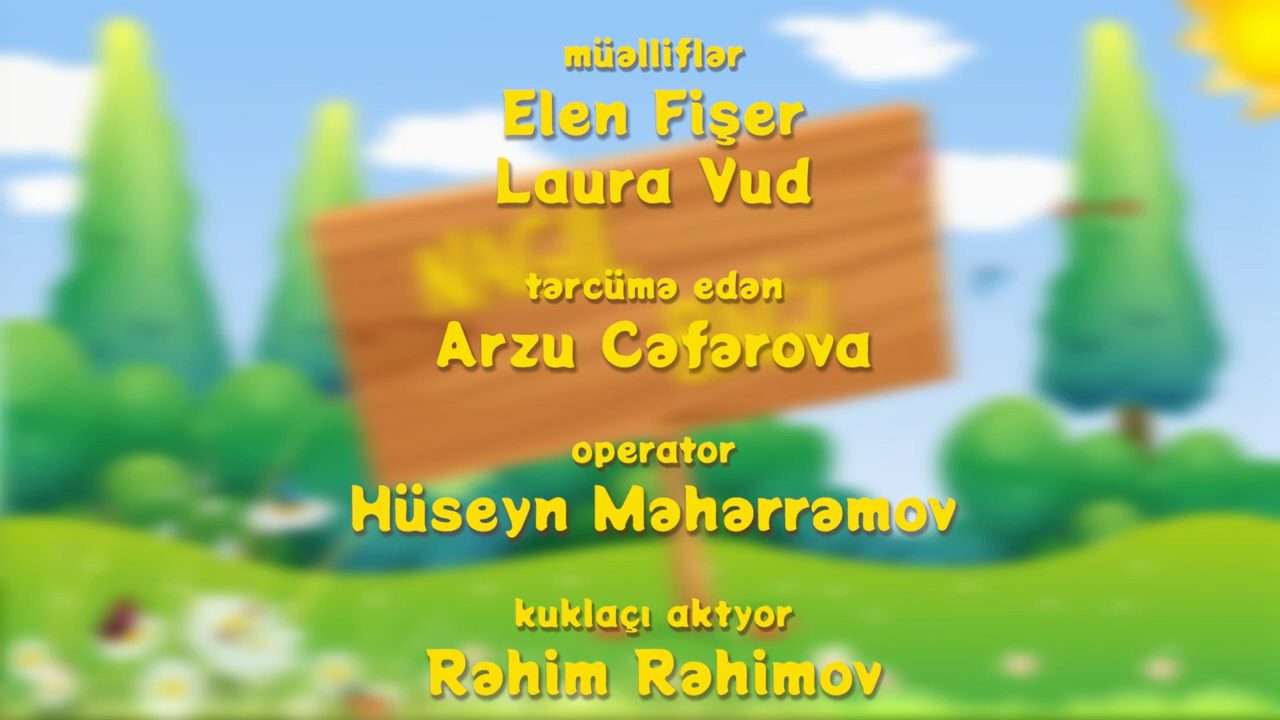 müəlliflər
Elen Fişer
Laura Vud
tərcümə edən
Arzu Cəfərova
operator
Hüseyn Məhərrəmov
kuklaçı aktyor
Rəhim Rəhimov